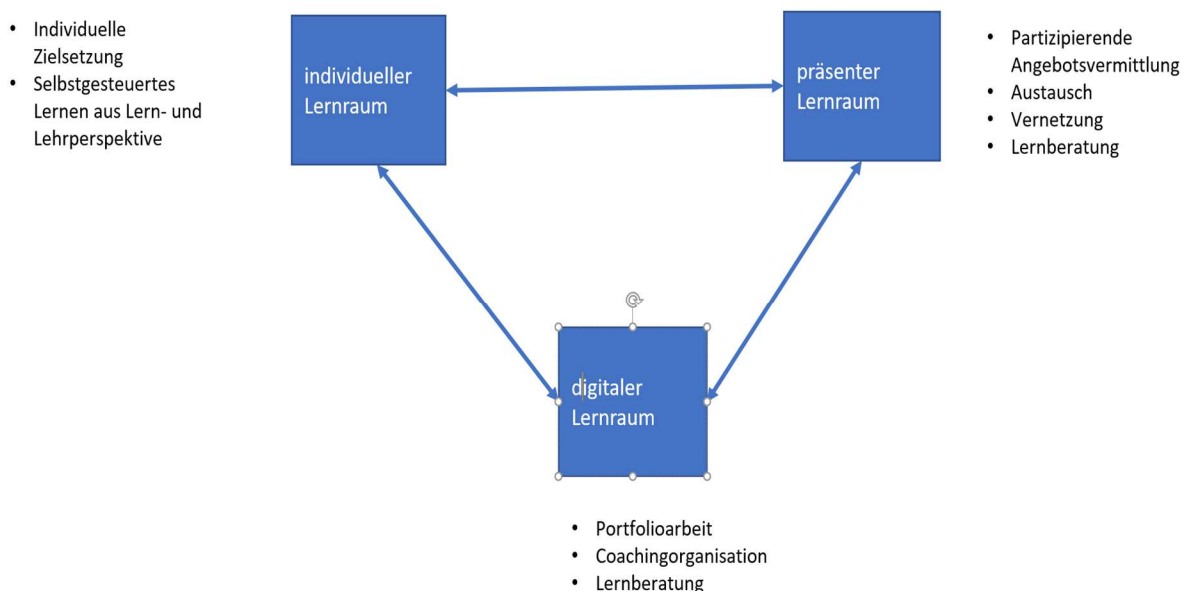 • Individuelle
Zielsetzung
• Selbstgesteuertes
Lernen aus Lern- und
Lehrperspektive
individueller
Lernraum
präsenter
Lernraum
• Partizipierende
Angebotsvermittlung
• Austausch
• Vernetzung
• Lernberatung
digitaler
Lernraum
• Portfolioarbeit
• Coachingorganisation
• Lernberatung